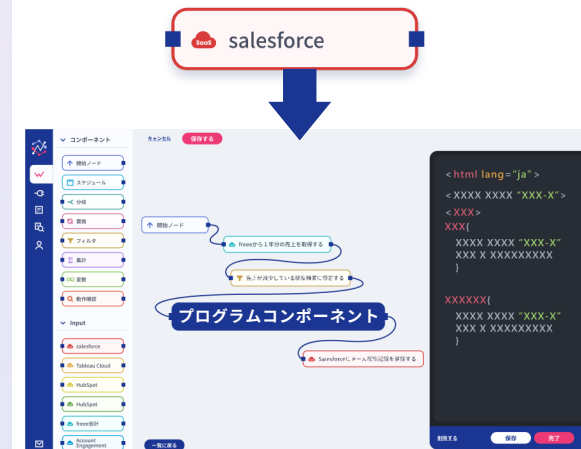 SaaS salesforce
コンポーネント
キャンセル 保存する
開始ノード
スケジュール
分岐
置換
フィルタ
集計
変数
動作確認
Input
salesforce
Tableau Cloud
HubSpot
HubSpot
freee会計
Account
Engagement
開始ノード
freeeから1年分の売上を取得する
プログラムコンポーネント
Salesforceにメール配信記録を登録する
一覧に戻る
<html lang="ja">
<XXXX XXXX "XXX-X">
<XXX>
XXX{
XXXX XXXX "XXX-X"
XXX X XXXXXXXXX
}
XXXXXX{
XXXX XXXX "XXX-X"
XXX X XXXXXXXXX
}
削除する 保存 完了